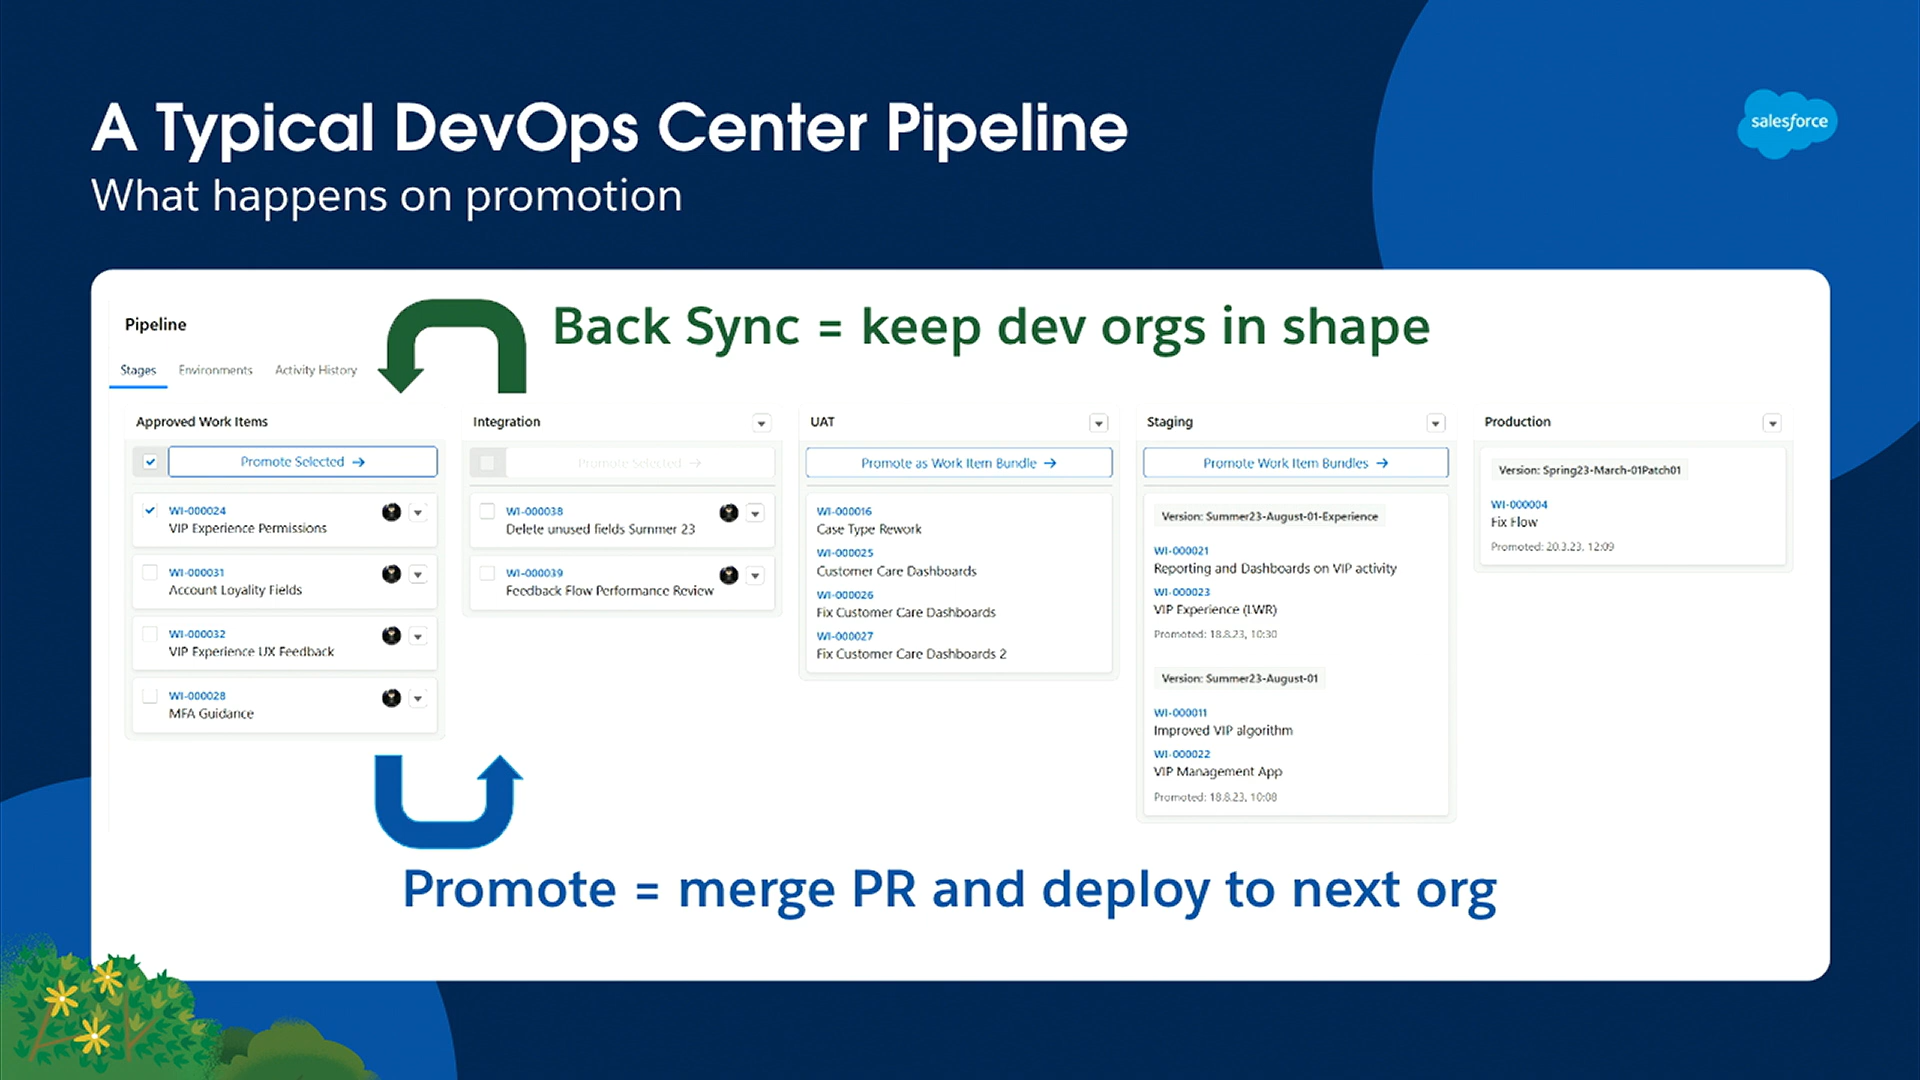 A Typical DevOps Center Pipeline
What happens on promotion
salesforce
Pipeline
Back Sync = keep dev orgs in shape
Stages Environments Activity History
Approved Work Items
Promote Selected →
WI-000024
VIP Experience Permissions
WI-000031
Account Loyality Fields
WI-000032
VIP Experience UX Feedback
WI-000028
MFA Guidance
Integration
Promote Selected →
WI-000038
Delete unused fields Summer 23
WI-000039
Feedback Flow Performance Review
UAT
Promote as Work Item Bundle →
WI-000016
Case Type Rework
WI-000025
Customer Care Dashboards
WI-000026
Fix Customer Care Dashboards
WI-000027
Fix Customer Care Dashboards 2
Staging
Promote Work Item Bundles →
Version: Summer23-August-01-Experience
WI-000021
Reporting and Dashboards on VIP activity
WI-000023
VIP Experience (LWR)
Promoted: 18.8.23, 10:30
Version: Summer23-August-01
WI-000011
Improved VIP algorithm
WI-000022
VIP Management App
Promoted: 18.8.23, 10:08
Production
Version: Spring23-March-01Patch01
WI-000004
Fix Flow
Promoted: 20.3.23, 12:09
Promote = merge PR and deploy to next org